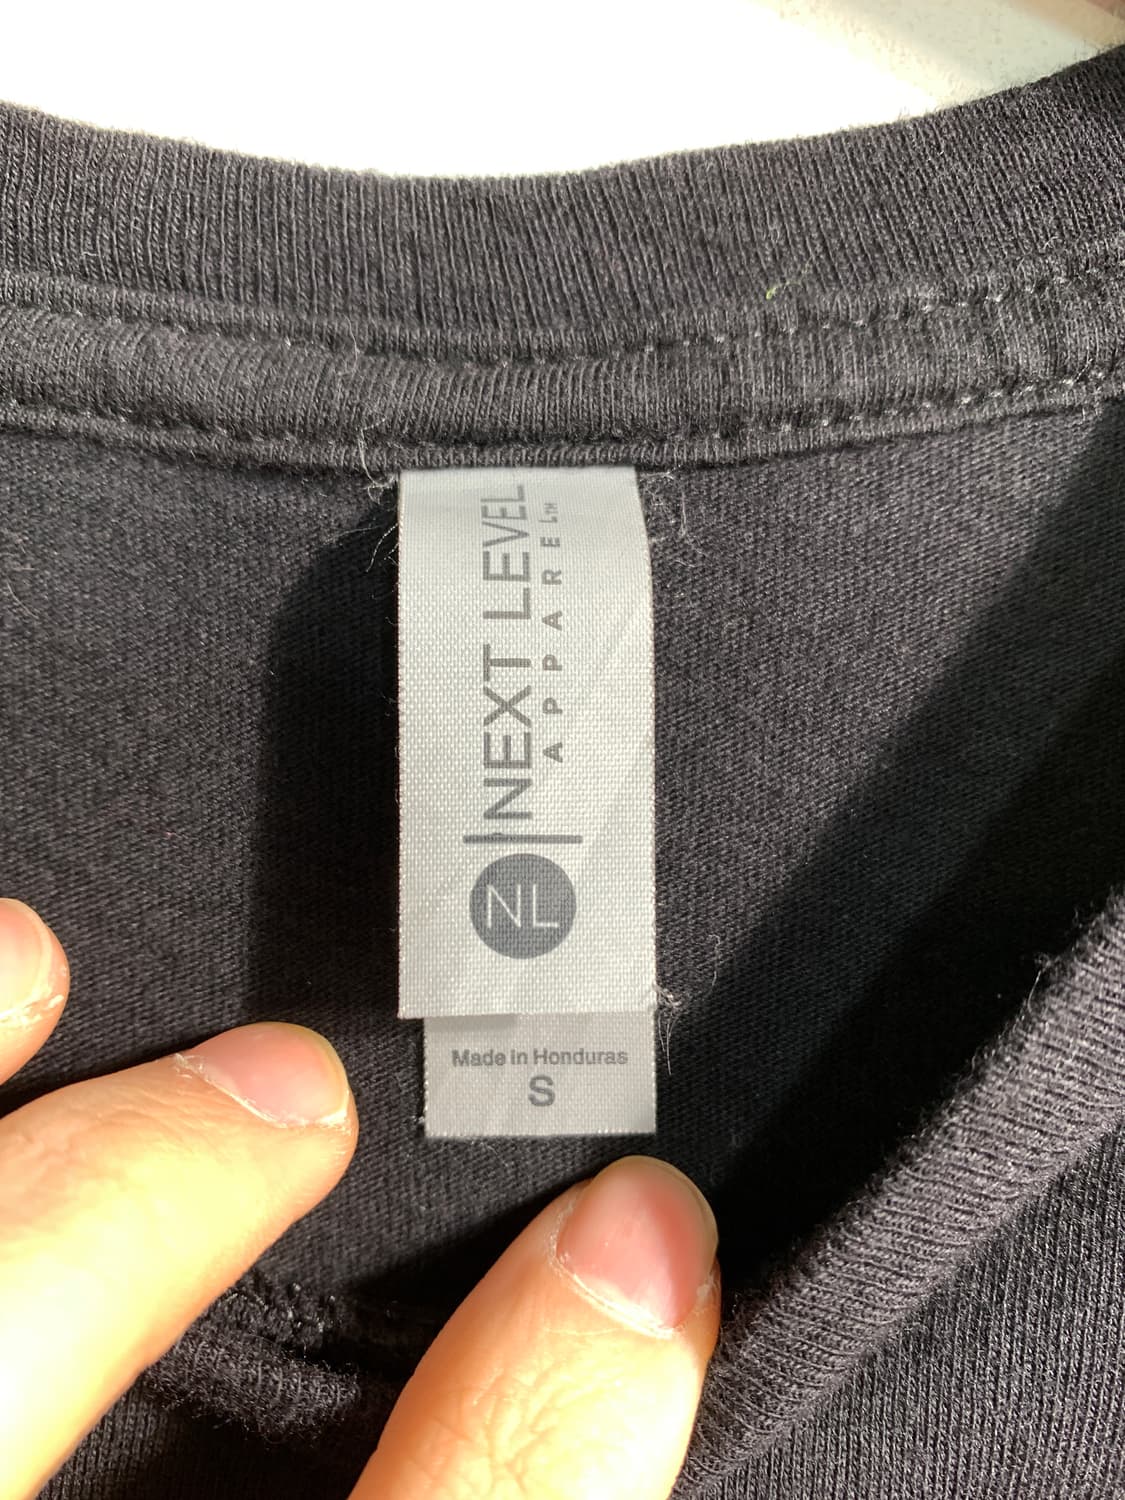 NEXT LEVEL
APPAREL™
NL
Made in Honduras
S